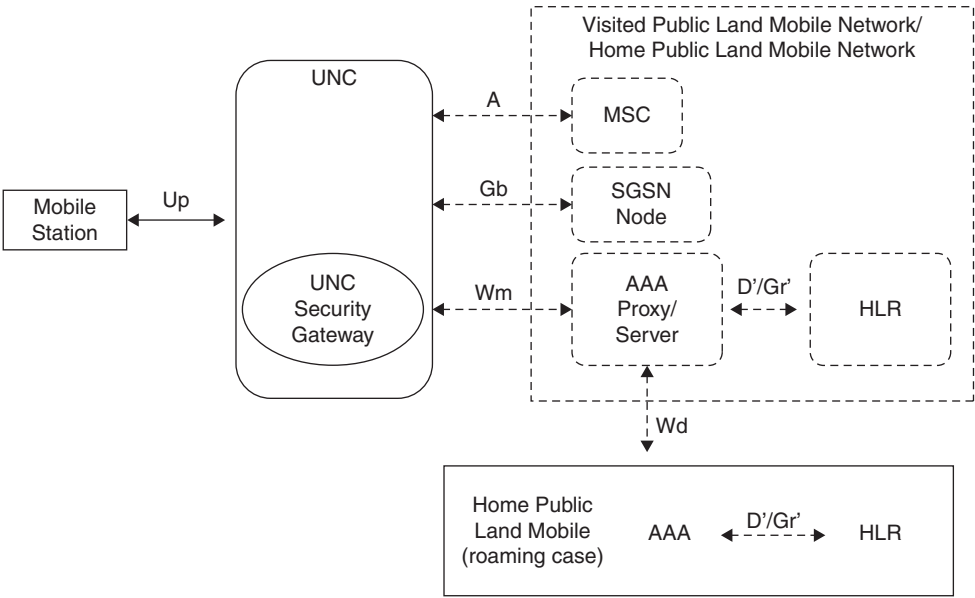 Visited Public Land Mobile Network/
Home Public Land Mobile Network
UNC
A
MSC
Mobile
Station
Up
Gb
SGSN
Node
UNC
Security
Gateway
Wm
AAA
Proxy/
Server
D’/Gr’
HLR
Wd
Home Public
Land Mobile
(roaming case)
AAA
D’/Gr’
HLR